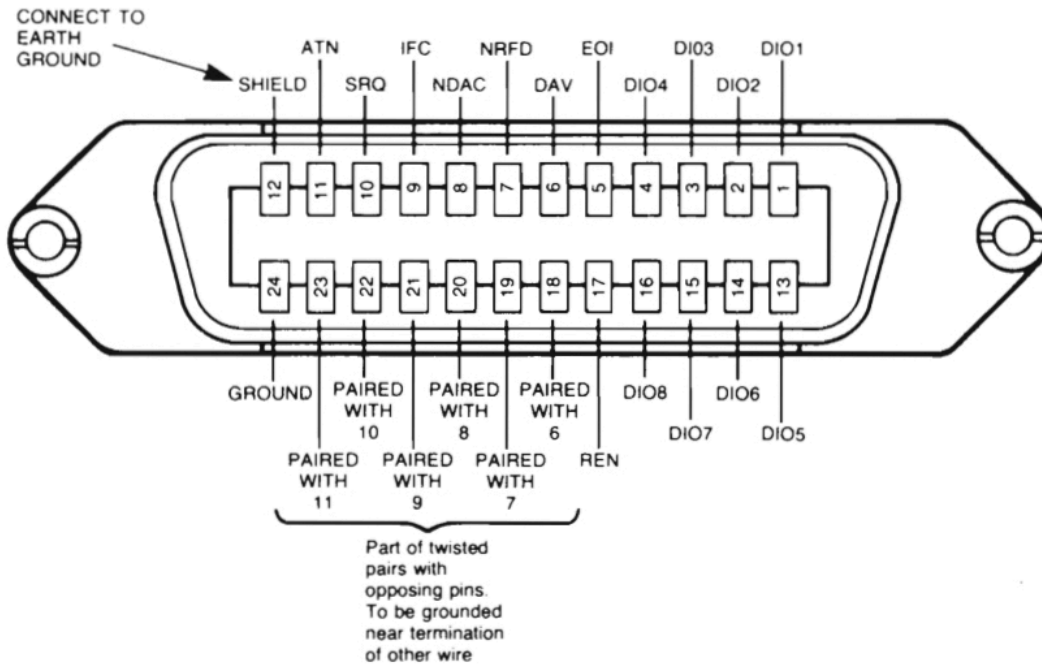 CONNECT TO
EARTH
GROUND
ATN
IFC
NRFD
EOI
DI03
DIO1
SHIELD
SRQ
NDAC
DAV
DIO4
DIO2
12
11
10
9
8
7
6
5
4
3
2
1
24
23
22
21
20
19
18
17
16
15
14
13
GROUND
PAIRED
WITH
10
PAIRED
WITH
8
PAIRED
WITH
6
DIO8
DIO6
PAIRED
WITH
11
PAIRED
WITH
9
PAIRED
WITH
7
REN
DIO7
DIO5
Part of twisted
pairs with
opposing pins.
To be grounded
near termination
of other wire